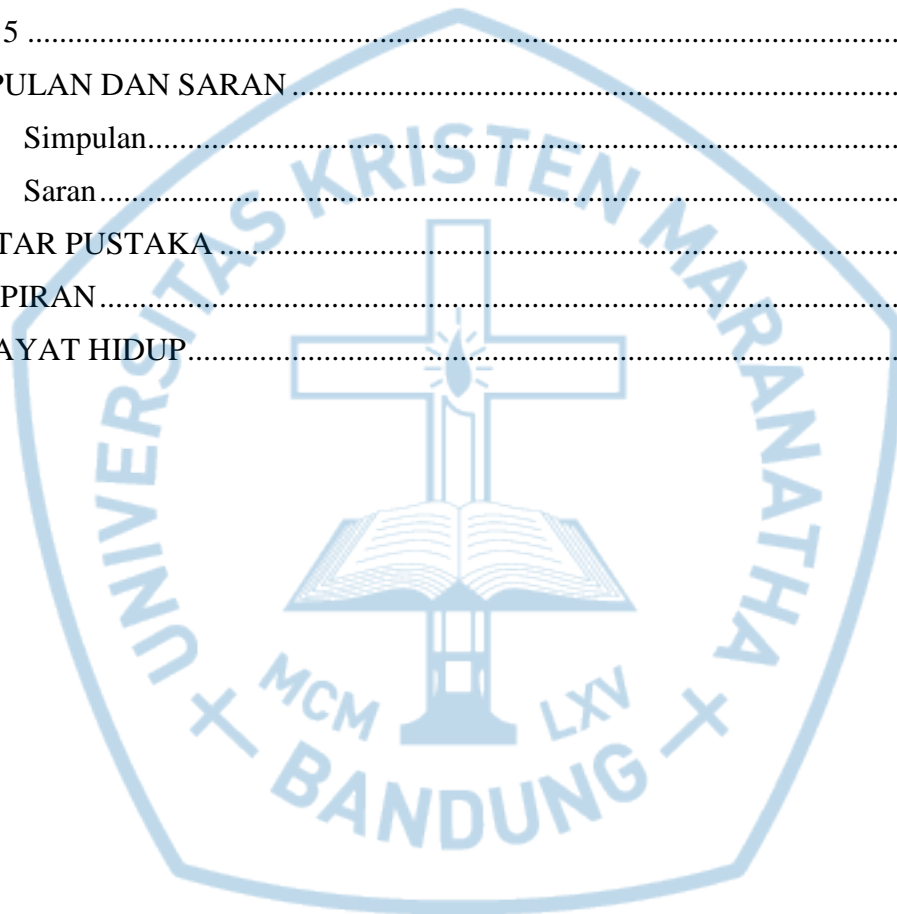 5 ....................................................................................................
PULAN DAN SARAN ....................................................................................................
Simpulan....................................................................................................
Saran ....................................................................................................
TAR PUSTAKA ....................................................................................................
PIRAN ....................................................................................................
AYAT HIDUP....................................................................................................
UNIVERSITAS KRISTEN MARANATHA
MCM LXV
BANDUNG